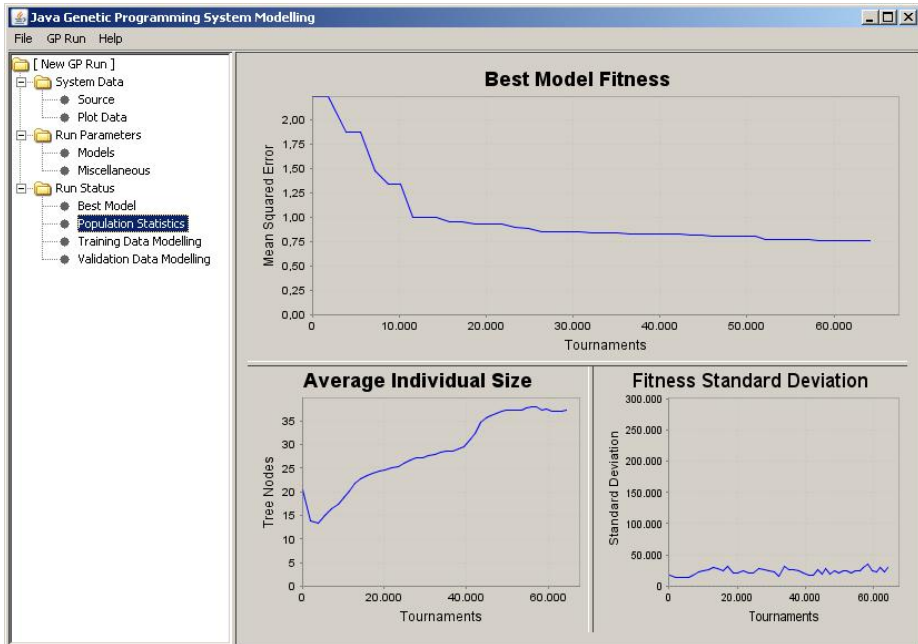 Java Genetic Programming System Modelling
File GP Run Help
[ New GP Run ]
System Data
Source
Plot Data
Run Parameters
Models
Miscellaneous
Run Status
Best Model
Population Statistics
Training Data Modelling
Validation Data Modelling
Best Model Fitness
Mean Squared Error
2,00
1,75
1,50
1,25
1,00
0,75
0,50
0,25
0,00
0 10.000 20.000 30.000 40.000 50.000 60.000
Tournaments
Average Individual Size
Tree Nodes
35
30
25
20
15
10
5
0
0 20.000 40.000 60.000
Tournaments
Fitness Standard Deviation
Standard Deviation
300.000
250.000
200.000
150.000
100.000
50.000
0
0 20.000 40.000 60.000
Tournaments